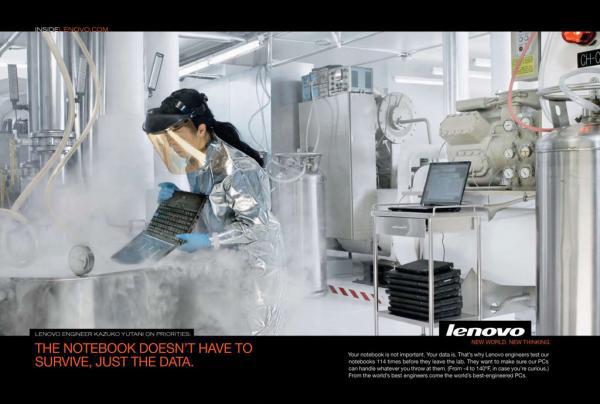 INSIDELENOVO.COM
CH-C
LENOVO ENGINEER KAZUKO YUTANI ON PRIORITIES:
THE NOTEBOOK DOESN'T HAVE TO
SURVIVE, JUST THE DATA.
lenovo
NEW WORLD. NEW THINKING.
Your notebook is not important. Your data is. That's why Lenovo engineers test our
notebooks 114 times before they leave the lab. They want to make sure our PCs
can handle whatever you throw at them. (From -4 to 140°F, in case you're curious.)
From the world's best engineers come the world's best-engineered PCs.